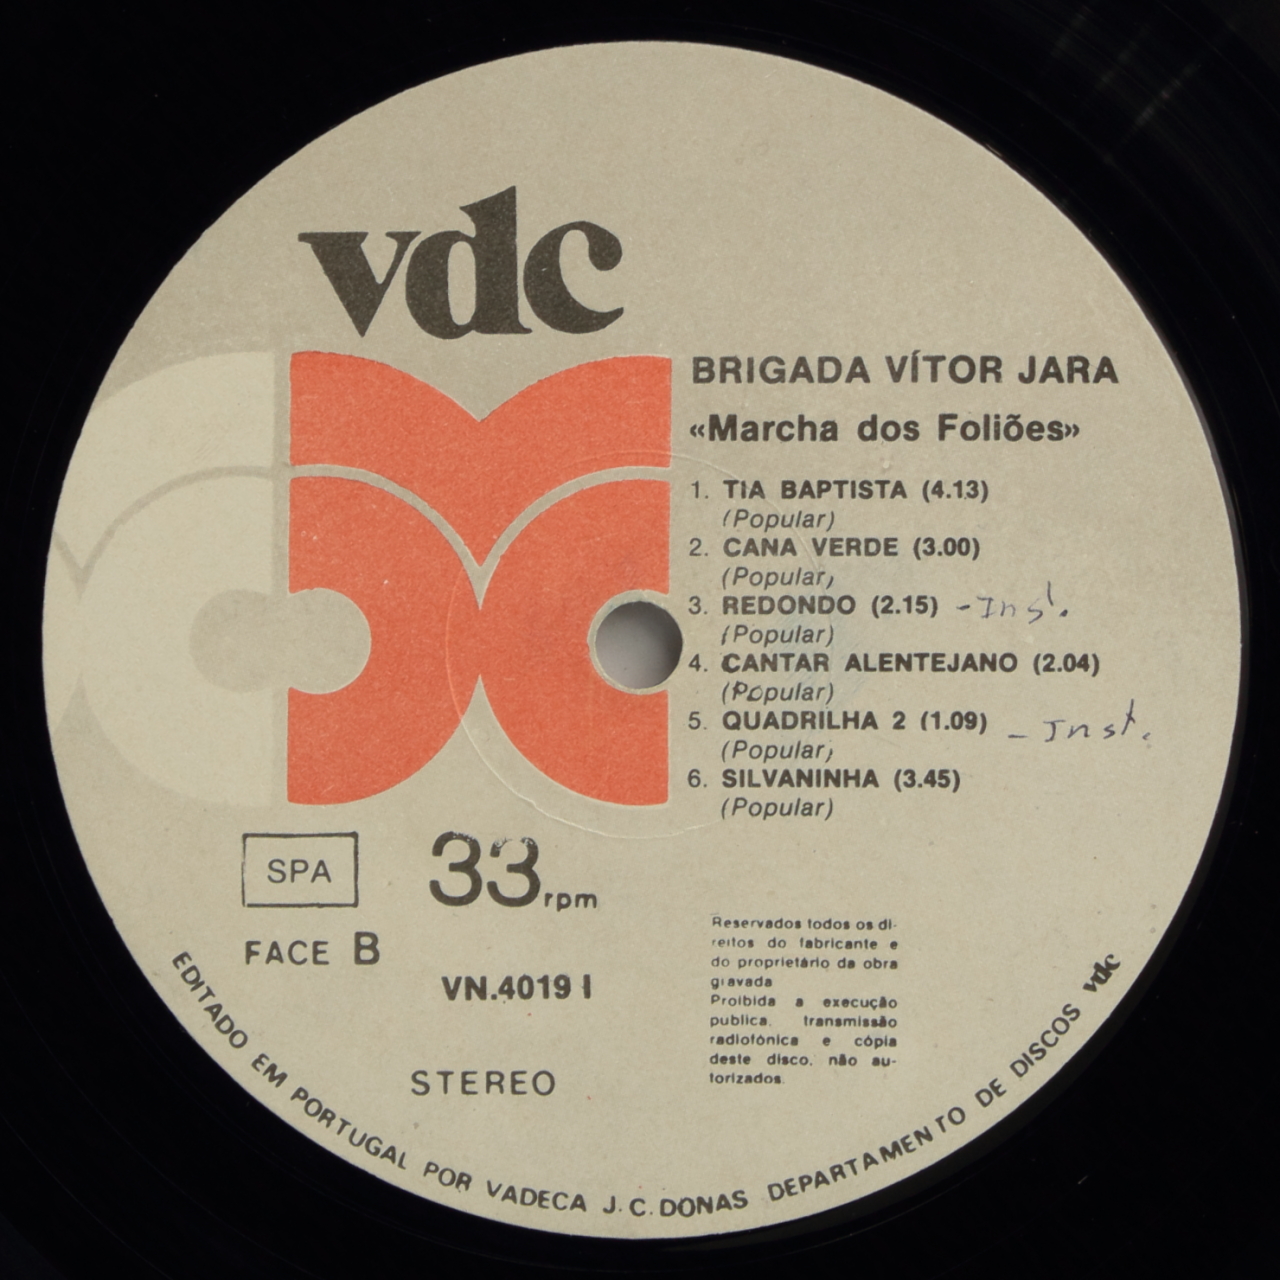 vdc
BRIGADA VÍTOR JARA
«Marcha dos Foliões»
1. TIA BAPTISTA (4.13)
(Popular)
2. CANA VERDE (3.00)
(Popular)
3. REDONDO (2.15) - Inst.
(Popular)
4. CANTAR ALENTEJANO (2.04)
(Popular)
5. QUADRILHA 2 (1.09) - Inst.
(Popular)
6. SILVANINHA (3.45)
(Popular)
SPA
33 rpm
FACE B
VN.4019 I
STEREO
Reservados todos os di-
reitos do fabricante e
do proprietário da obra
gravada
Proibida a execução
publica, transmissão
radiofónica e cópia
deste disco, não au-
torizados.
EDITADO EM PORTUGAL POR VADECA J.C. DONAS DEPARTAMENTO DE DISCOS vdc